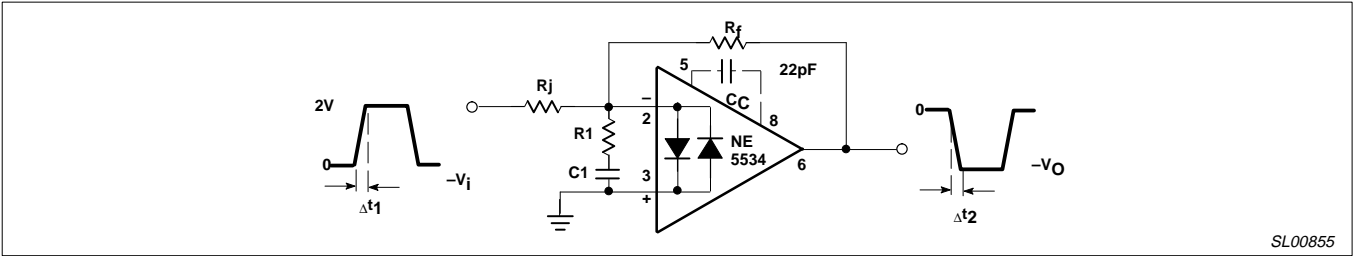 Rf
5
22pF
CC
Rj
2V
–
2
8
0
R1
NE
5534
6
C1
3
+
0
–Vi
–VO
Δt1
Δt2
SL00855